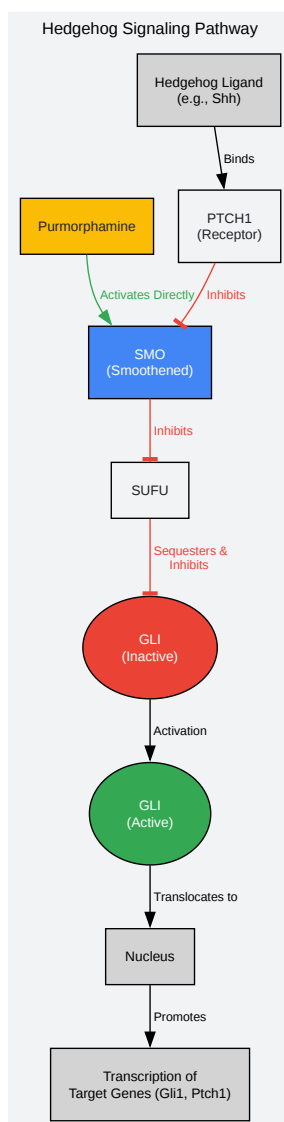 Hedgehog Signaling Pathway
Hedgehog Ligand
(e.g., Shh)
Binds
Purmorphamine
PTCH1
(Receptor)
Activates Directly
Inhibits
SMO
(Smoothened)
Inhibits
SUFU
Sequesters &
Inhibits
GLI
(Inactive)
Activation
GLI
(Active)
Translocates to
Nucleus
Promotes
Transcription of
Target Genes (Gli1, Ptch1)